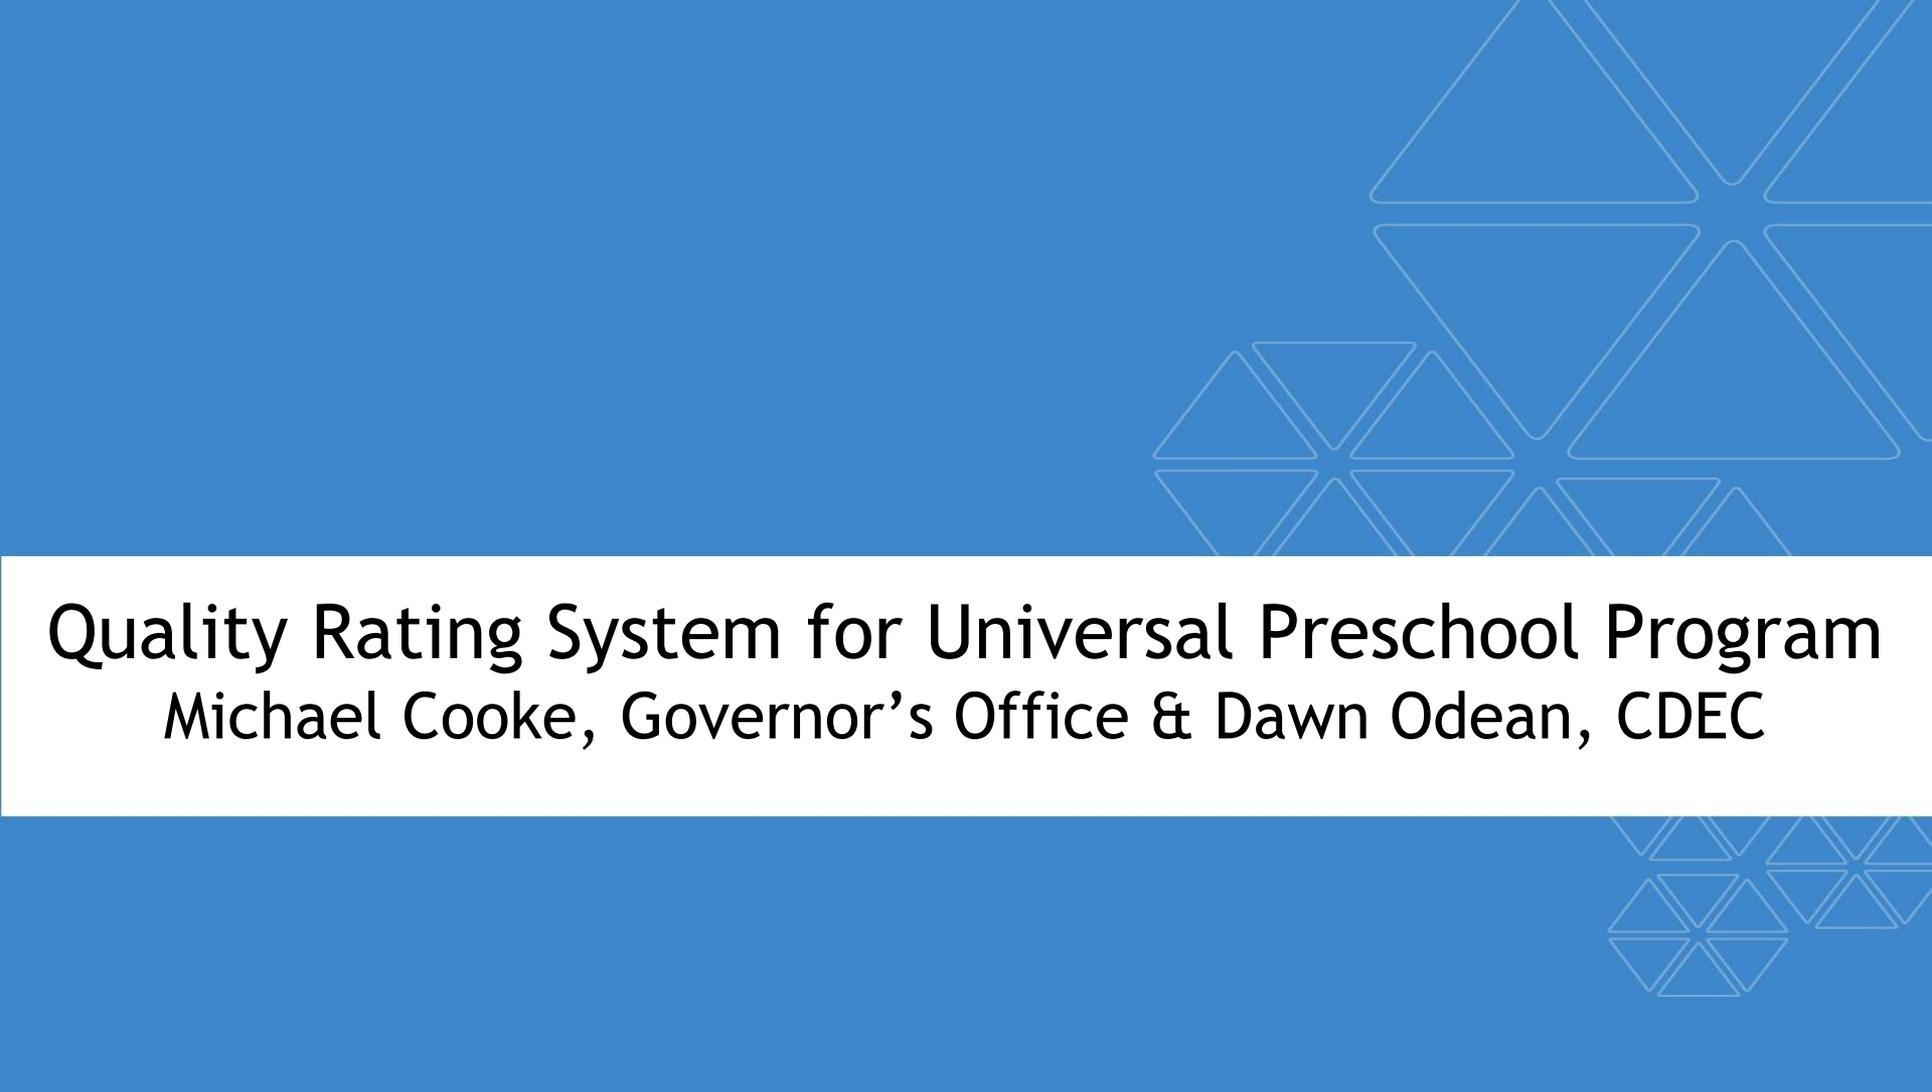 Quality Rating System for Universal Preschool Program
Michael Cooke, Governor’s Office & Dawn Odean, CDEC